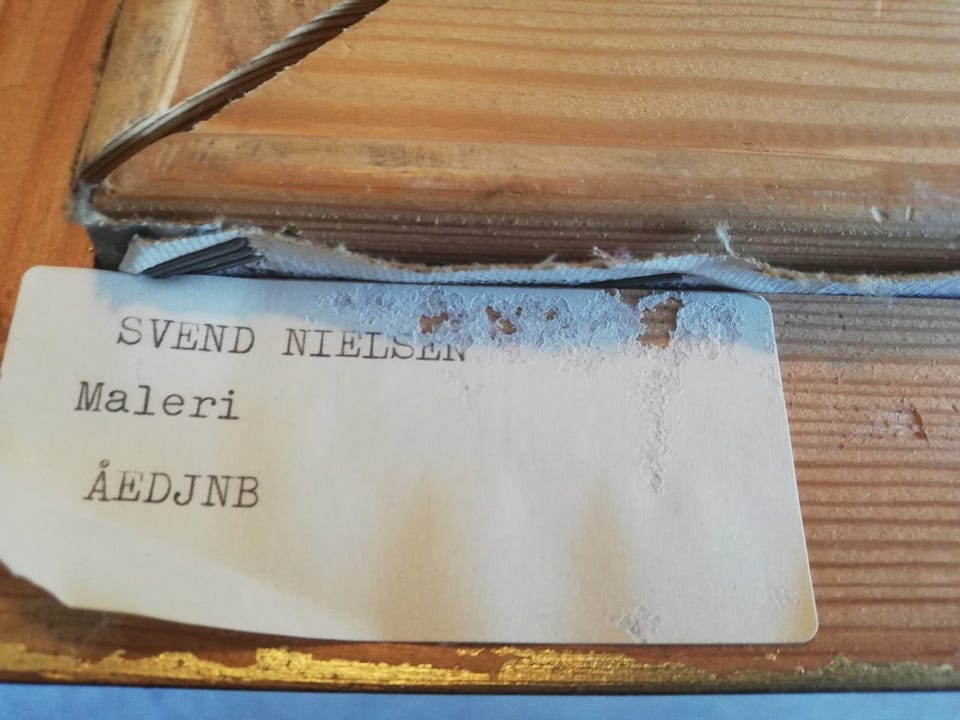 SVEND NIELSEN
Maleri
ÅEDJNB